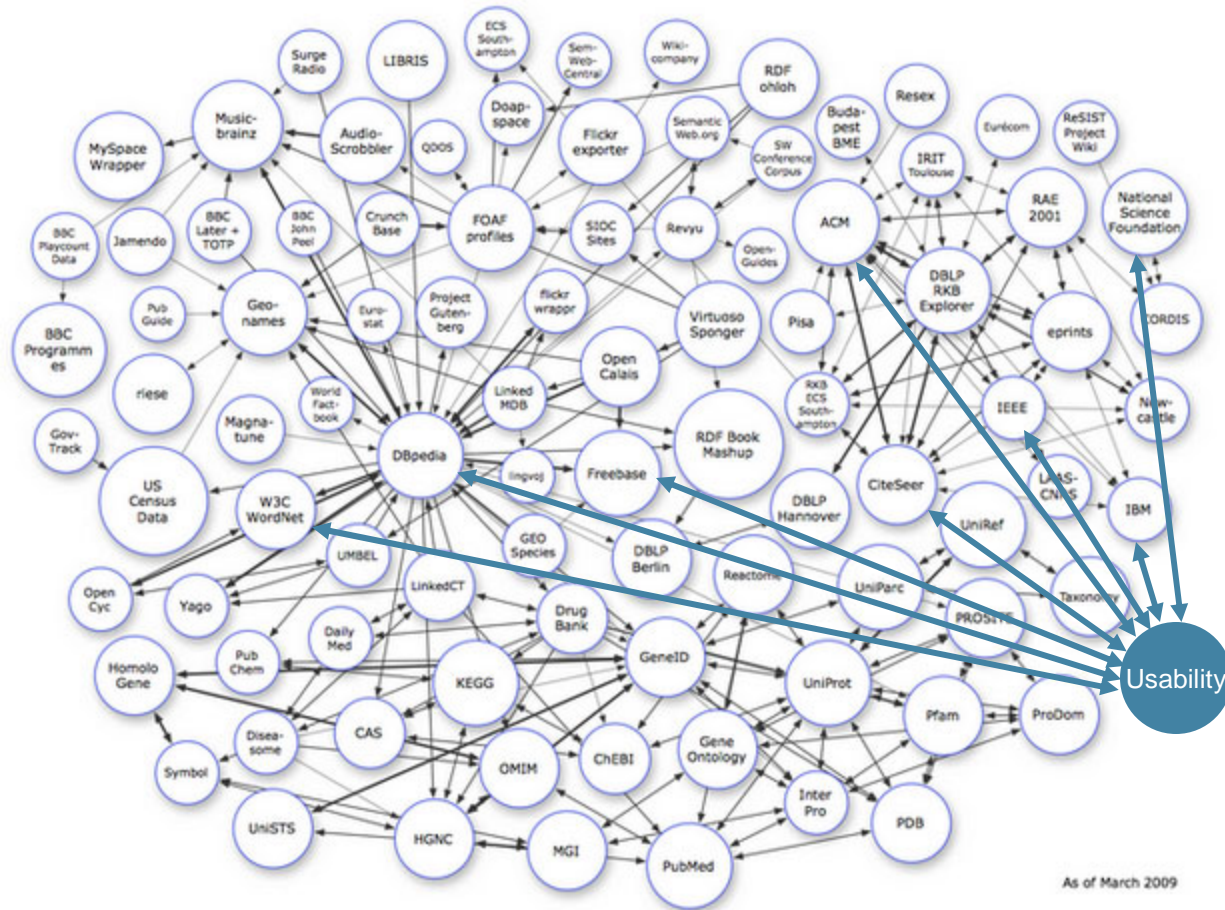 Surge
Radio
LIBRIS
ECS
South-
ampton
Sem-
Web-
Central
Wiki-
company
RDF
ohloh
Music-
brainz
Audio-
Scrobbler
QDOS
Doap-
space
Flickr
exporter
Semantic
Web.org
SW
Conference
Corpus
Buda-
pest
BME
Resex
Eurécom
ReSIST
Project
Wiki
MySpace
Wrapper
IRIT
Toulouse
RAE
2001
National
Science
Foundation
ACM
BBC
Playcount
Data
Jamendo
BBC
Later +
TOTP
BBC
John
Peel
Crunch
Base
FOAF
profiles
SIOC
Sites
Revyu
Open-
Guides
DBLP
RKB
Explorer
Pub
Guide
Geo-
names
Euro-
stat
Project
Guten-
berg
flickr
wrappr
Virtuoso
Sponger
Pisa
eprints
CORDIS
BBC
Programm
es
riese
World
Fact-
book
Linked
MDB
Open
Calais
RKB
ECS
South-
ampton
IEEE
New-
castle
Gov-
Track
Magna-
tune
DBpedia
lingvoj
Freebase
RDF Book
Mashup
US
Census
Data
W3C
WordNet
DBLP
Hannover
CiteSeer
LAAS-
CNRS
IBM
UniRef
UMBEL
GEO
Species
DBLP
Berlin
Reactome
UniParc
Taxonomy
PROSITE
Open
Cyc
Yago
LinkedCT
Drug
Bank
Daily
Med
Pub
Chem
Homolo
Gene
KEGG
GeneID
UniProt
Usability
Pfam
ProDom
Disea-
some
CAS
ChEBI
Gene
Ontology
Symbol
OMIM
Inter
Pro
UniSTS
HGNC
MGI
PubMed
PDB
As of March 2009